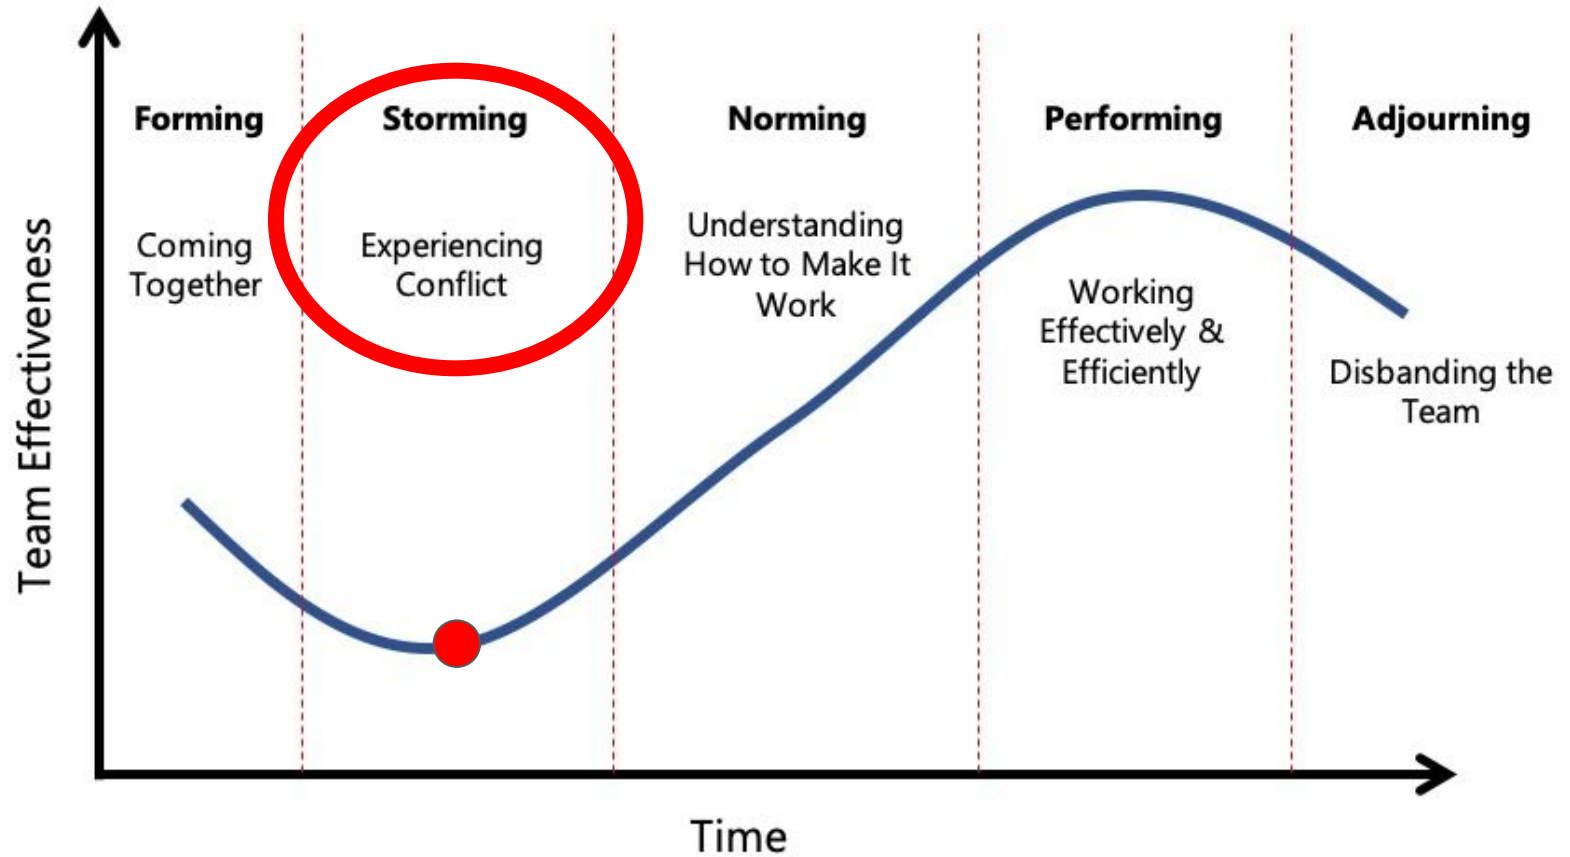 Forming
Storming
Norming
Performing
Adjourning
Coming
Together
Experiencing
Conflict
Understanding
How to Make It
Work
Working
Effectively &
Efficiently
Disbanding the
Team
Team Effectiveness
Time